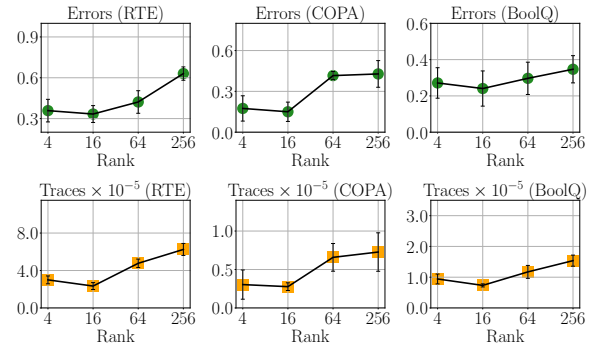 Errors (RTE) Errors (COPA) Errors (BoolQ)
0.9 0.6 0.6
0.6 0.3 0.4
0.3 0.0 0.2
0.0
4 16 64 256 4 16 64 256 4 16 64 256
Rank Rank Rank
Traces × 10⁻⁵ (RTE) Traces × 10⁻⁵ (COPA) Traces × 10⁻⁵ (BoolQ)
8.0 1.0 3.0
4.0 0.5 2.0
0.0 0.0 1.0
0.0
4 16 64 256 4 16 64 256 4 16 64 256
Rank Rank Rank